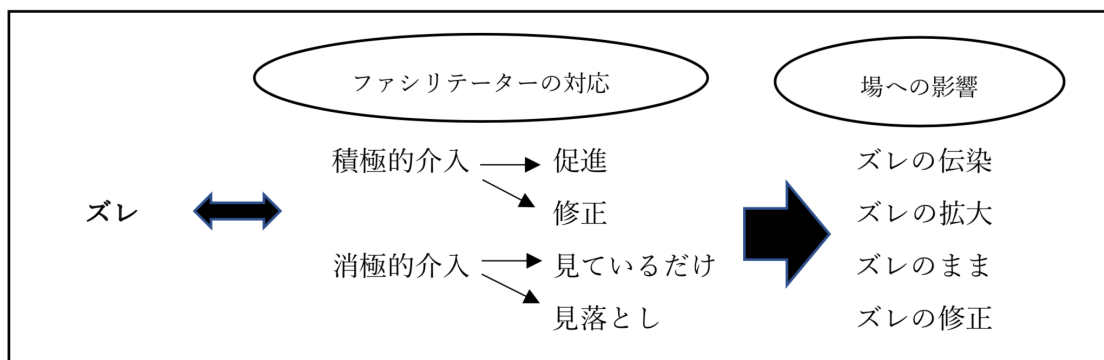 ファシリテーターの対応
場への影響
積極的介入
促進
ズレの伝染
ズレ
修正
ズレの拡大
消極的介入
見ているだけ
ズレのまま
見落とし
ズレの修正